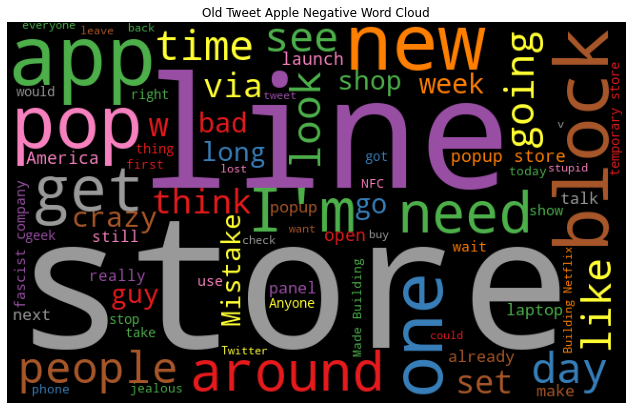 Old Tweet Apple Negative Word Cloud
everyone
leave
back
app
time
see
new
block
would
right
via
launch
look
shop
week
going
temporary store
line
tweet
pop
w
bad
long
thing
first
lost
got
v
America
popup store
today
stupid
NFC
get
think
I'm
go
need
talk
show
crazy
popup
want
fascist company
geek
still
Mistake
check
open
buy
wait
store
really
guy
use
panel
Anyone
Made Building
one
laptop
Building Netflix
like
next
stop
take
Twitter
could
people
phone
jealous
around
already
set
day
make